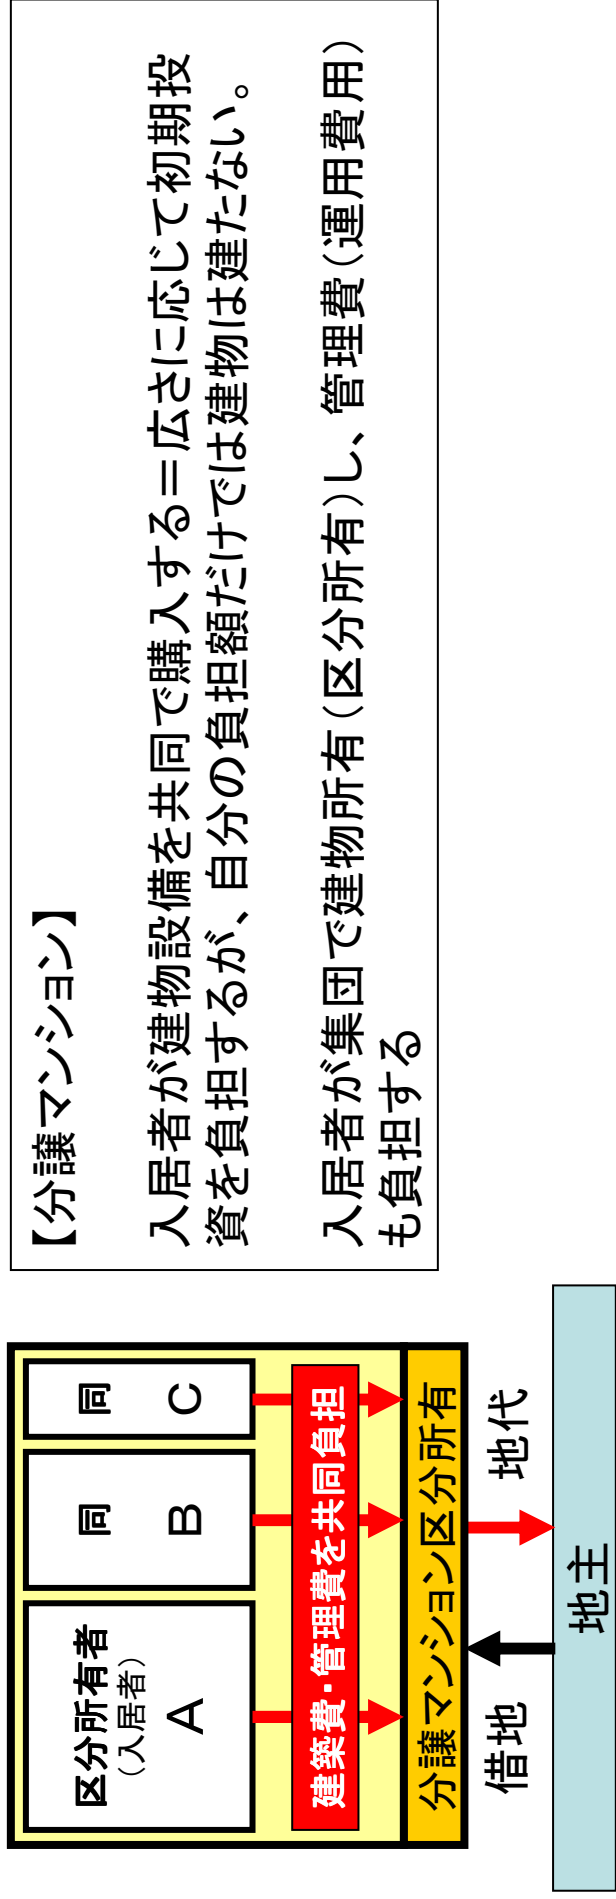 【分譲マンション】
入居者が建物設備を共同で購入する＝広さに応じて初期投
資を負担するが、自分の負担額だけでは建物は建たない。
入居者が集団で建物所有（区分所有）し、管理費（運用費用）
も負担する
区分所有者
（入居者）
A
同
B
同
C
建築費・管理費を共同負担
分譲マンション区分所有
借地
地代
地主